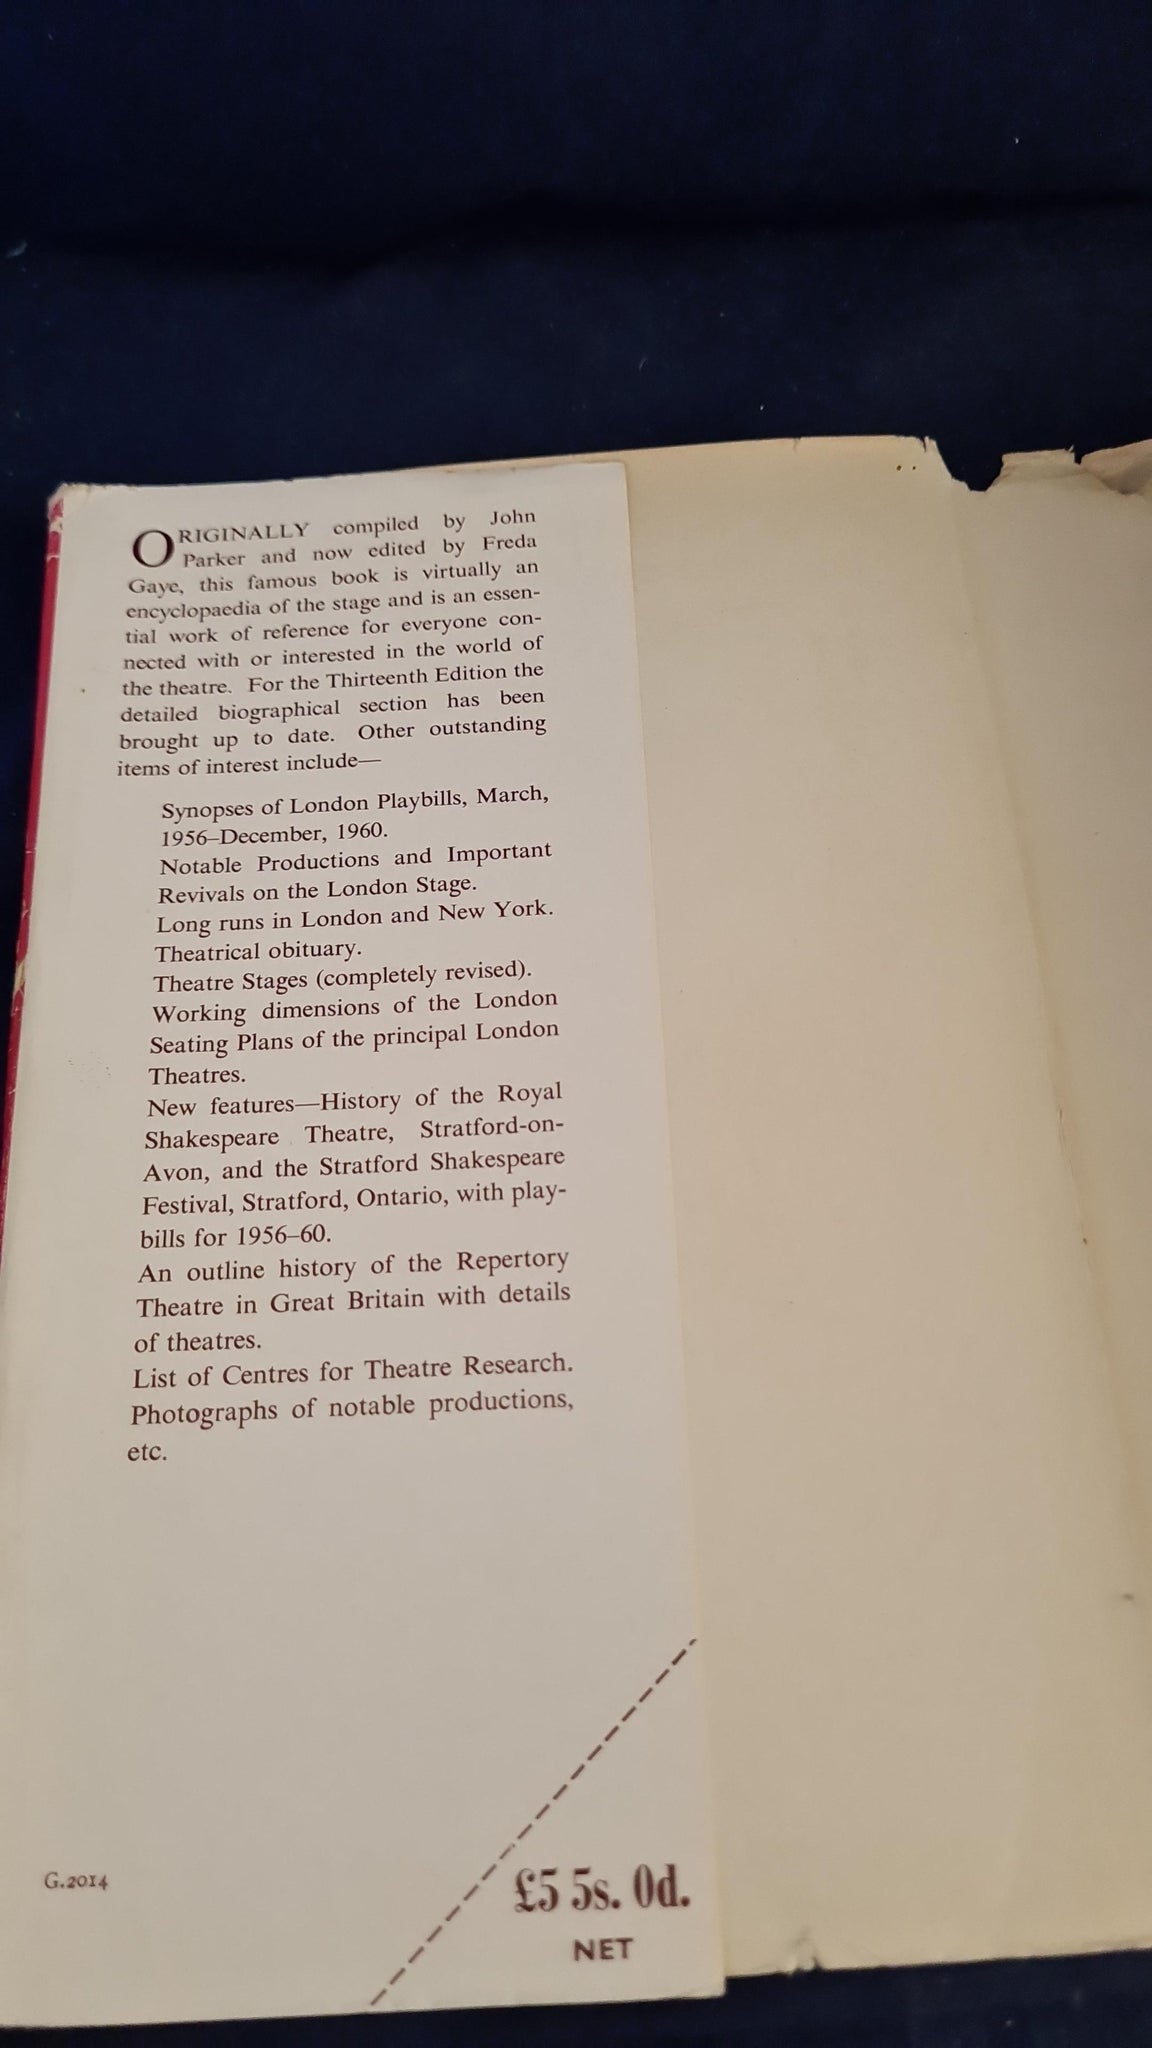 ORIGINALLY compiled by John
Parker and now edited by Freda
Gaye, this famous book is virtually an
encyclopaedia of the stage and is an essen-
tial work of reference for everyone con-
nected with or interested in the world of
the theatre. For the Thirteenth Edition the
detailed biographical section has been
brought up to date. Other outstanding
items of interest include—
Synopses of London Playbills, March,
1956–December, 1960.
Notable Productions and Important
Revivals on the London Stage.
Long runs in London and New York.
Theatrical obituary.
Theatre Stages (completely revised).
Working dimensions of the London
Seating Plans of the principal London
Theatres.
New features—History of the Royal
Shakespeare Theatre, Stratford-on-
Avon, and the Stratford Shakespeare
Festival, Stratford, Ontario, with play-
bills for 1956–60.
An outline history of the Repertory
Theatre in Great Britain with details
of theatres.
List of Centres for Theatre Research.
Photographs of notable productions,
etc.
G.2014
£5 5s. 0d.
NET